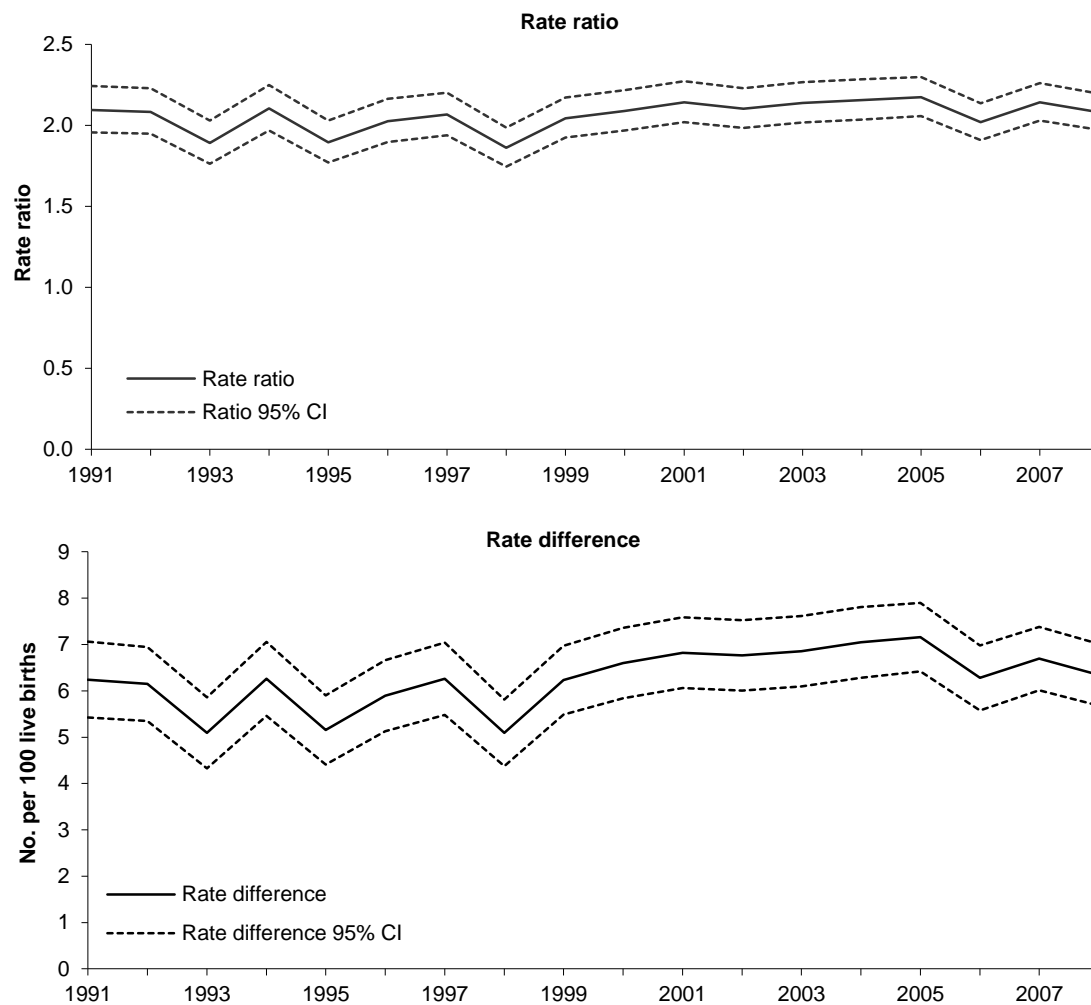 Rate ratio
2.5
2.0
1.5
1.0
0.5
0.0
Rate ratio
Rate ratio
Ratio 95% CI
1991 1993 1995 1997 1999 2001 2003 2005 2007
Rate difference
9
8
7
6
5
4
3
2
1
0
No. per 100 live births
Rate difference
Rate difference 95% CI
1991 1993 1995 1997 1999 2001 2003 2005 2007